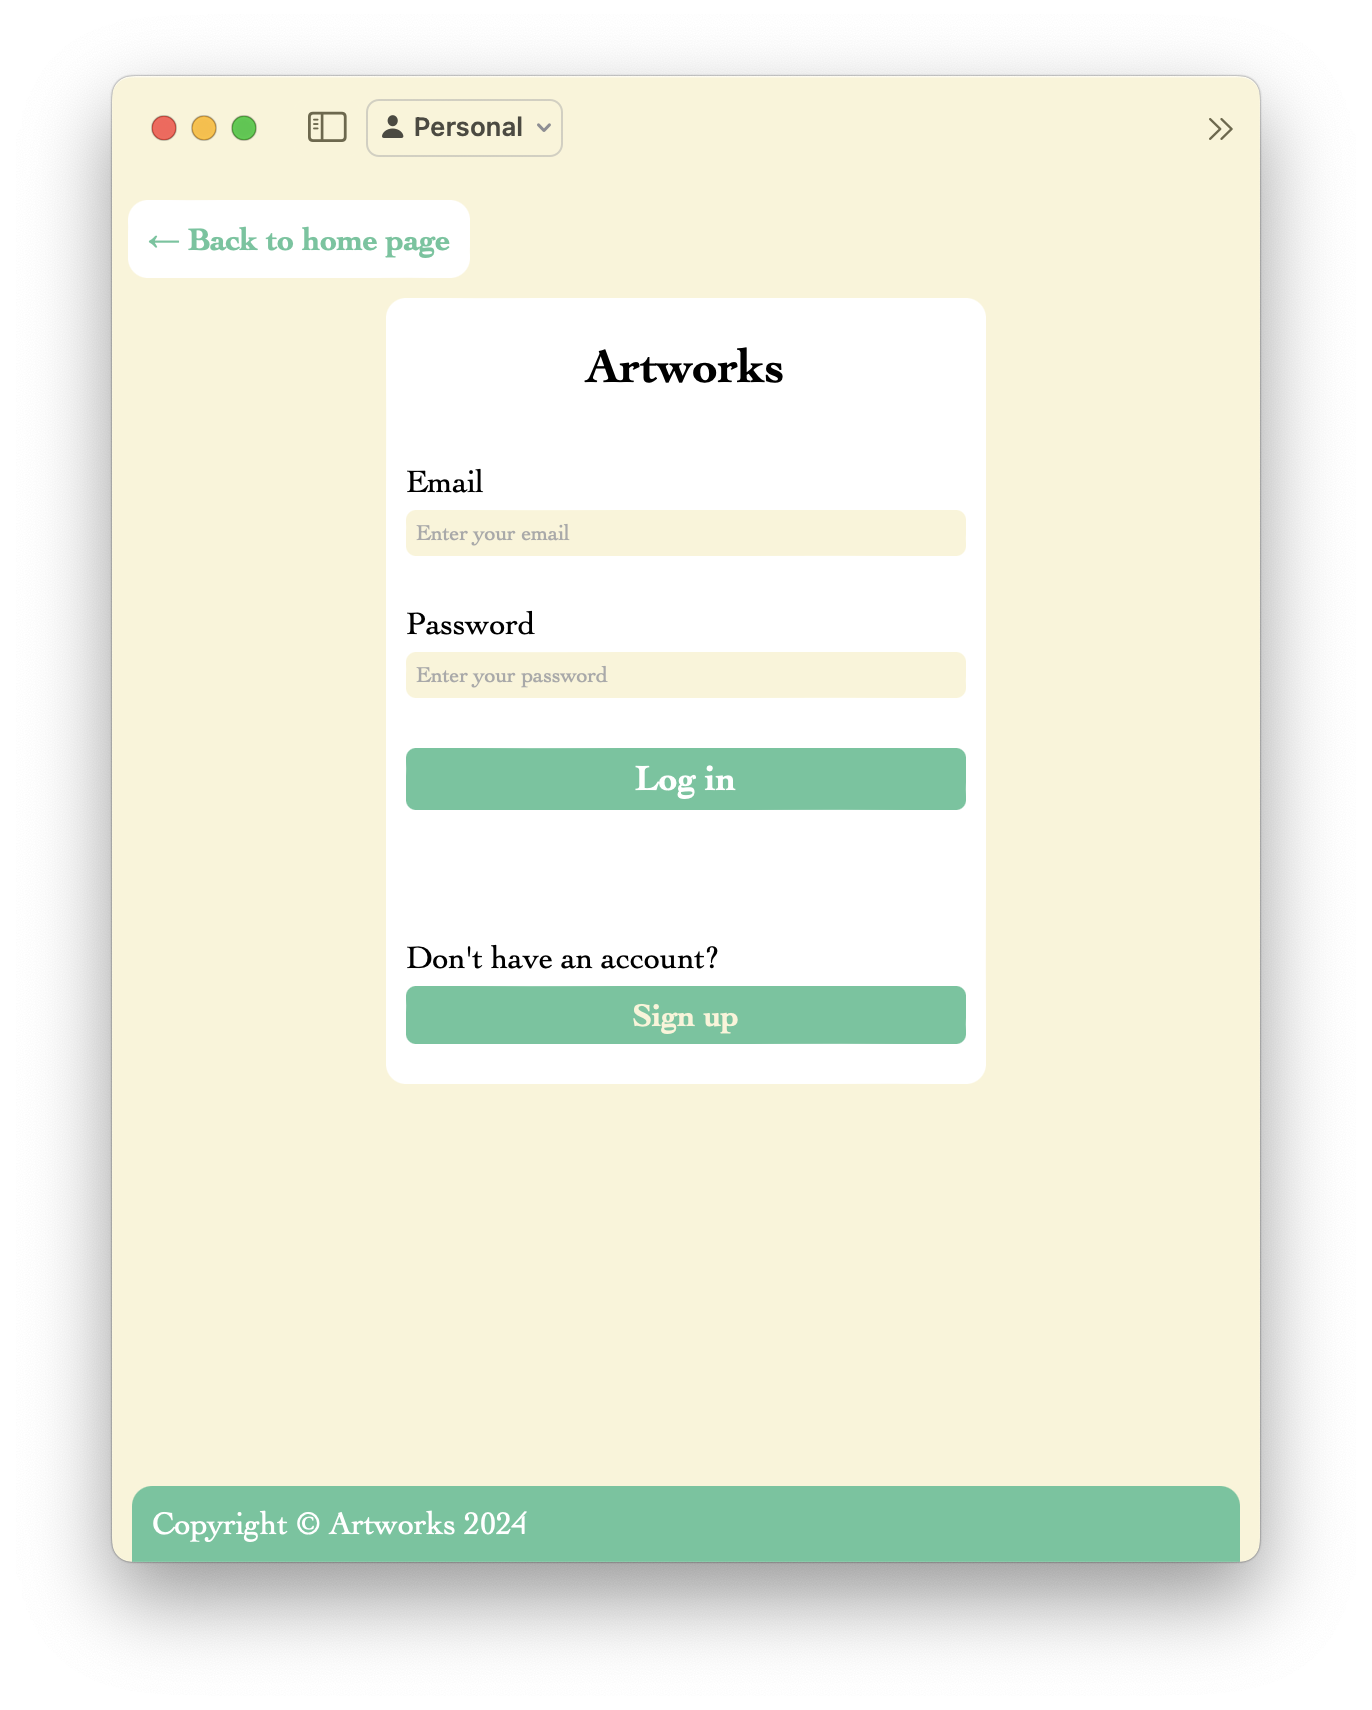 Personal
← Back to home page
Artworks
Email
Enter your email
Password
Enter your password
Log in
Don't have an account?
Sign up
Copyright © Artworks 2024